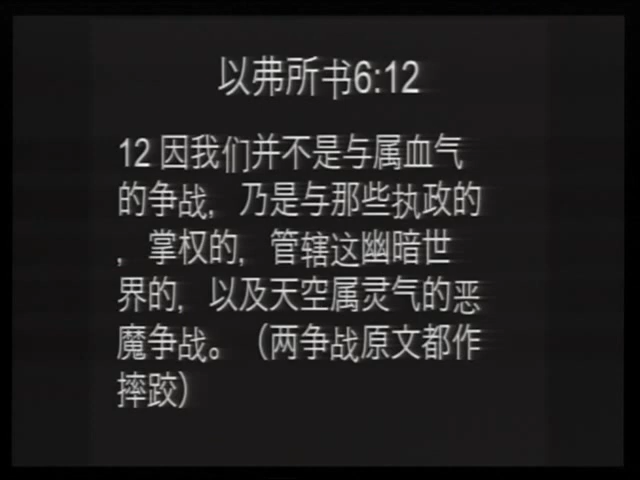 以弗所书6:12
12 因我们并不是与属血气
的争战, 乃是与那些执政的
, 掌权的, 管辖这幽暗世
界的, 以及天空属灵气的恶
魔争战。(两争战原文都作
摔跤)